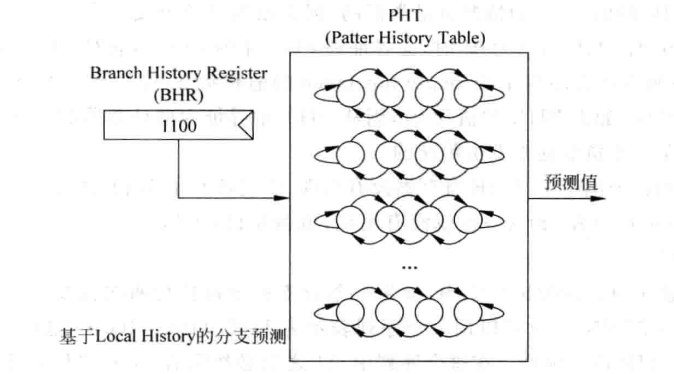 PHT
(Patter History Table)
Branch History Register
(BHR)
1100
预测值
...
基于Local History的分支预测